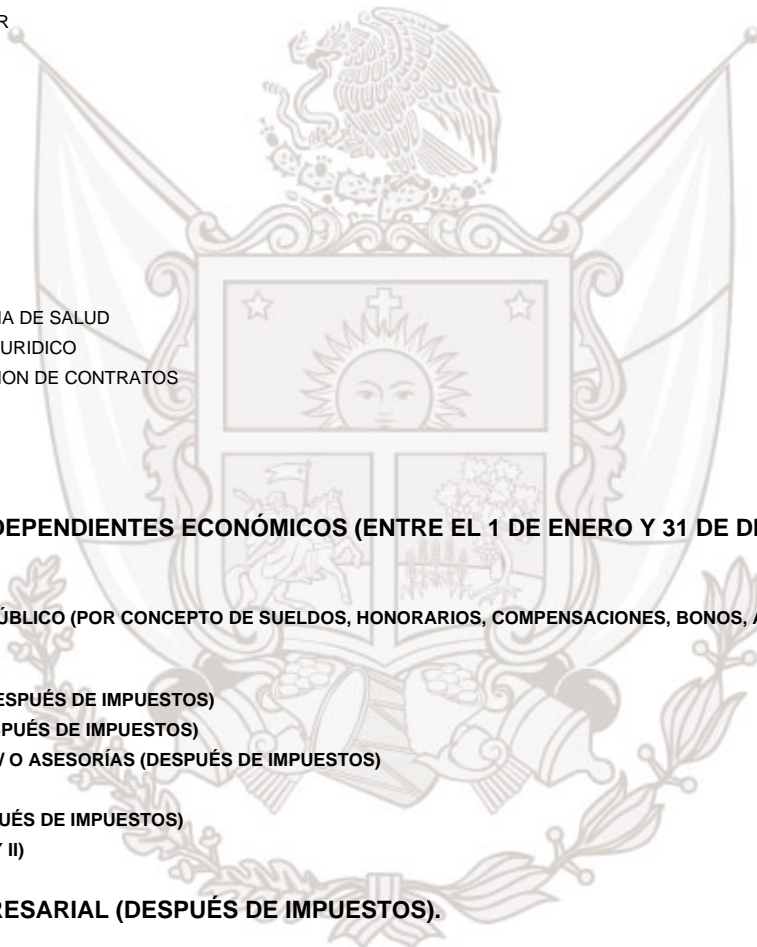 R
IA DE SALUD
URIDICO
ION DE CONTRATOS
DEPENDIENTES ECONÓMICOS (ENTRE EL 1 DE ENERO Y 31 DE DI
ÚBLICO (POR CONCEPTO DE SUELDOS, HONORARIOS, COMPENSACIONES, BONOS, A
ESPUÉS DE IMPUESTOS)
SPUÉS DE IMPUESTOS)
/ O ASESORÍAS (DESPUÉS DE IMPUESTOS)
UÉS DE IMPUESTOS)
Y II)
RESARIAL (DESPUÉS DE IMPUESTOS).